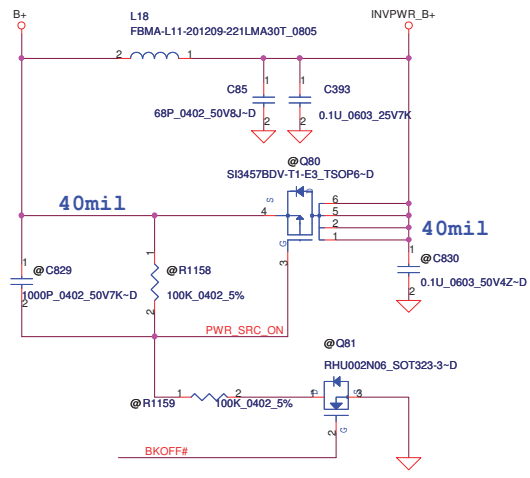 B+
L18
FBMA-L11-201209-221LMA30T_0805
INVPWR_B+
2
1
1
C85
1
C393
68P_0402_50V8J~D
2
2
0.1U_0603_25V7K
@Q80
SI3457BDV-T1-E3_TSOP6~D
40mil
4
S
D
6
5
2
1
40mil
G
3
1
@C829
1000P_0402_50V7K~D
2
1
@R1158
100K_0402_5%
2
1
@C830
0.1U_0603_50V4Z~D
2
PWR_SRC_ON
@Q81
RHU002N06_SOT323-3~D
@R1159
1
2
100K_0402_5%
1
D
S
3
2
G
BKOFF#